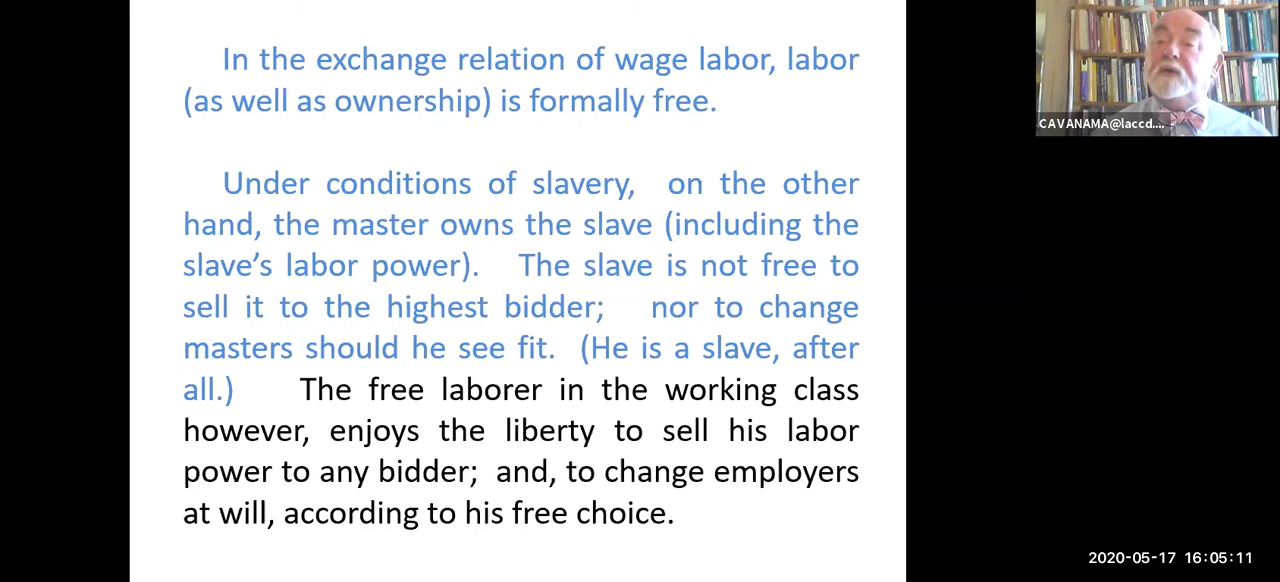 In the exchange relation of wage labor, labor
(as well as ownership) is formally free.
Under conditions of slavery, on the other
hand, the master owns the slave (including the
slave’s labor power). The slave is not free to
sell it to the highest bidder; nor to change
masters should he see fit. (He is a slave, after
all.) The free laborer in the working class
however, enjoys the liberty to sell his labor
power to any bidder; and, to change employers
at will, according to his free choice.
CAVANAMA@laccd....
2020-05-17 16:05:11